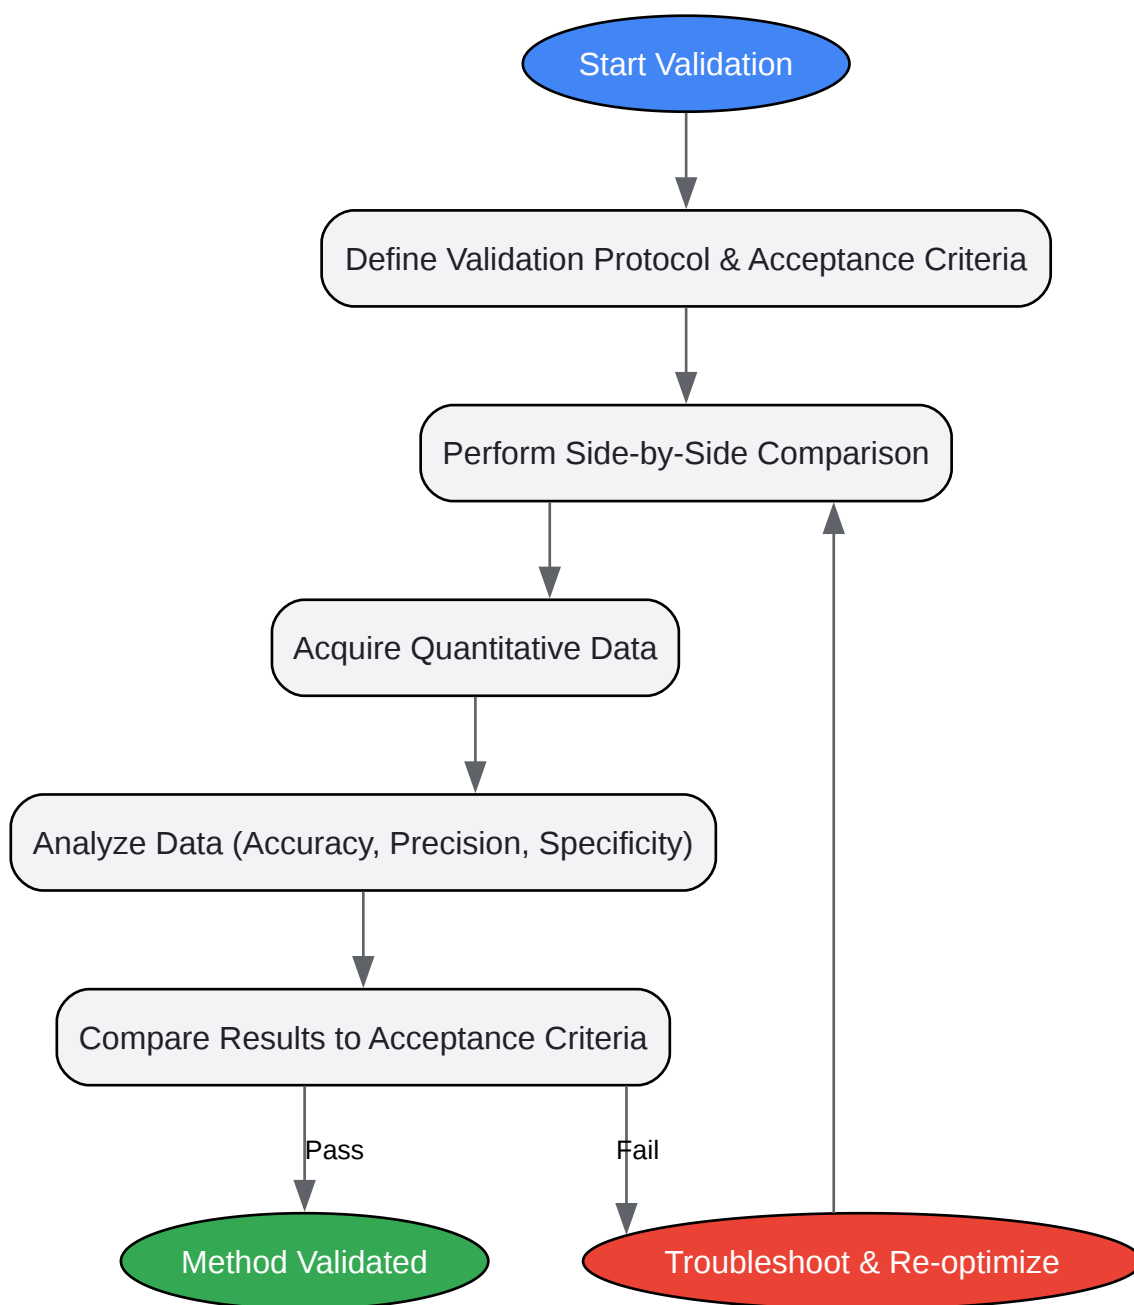 Start Validation
Define Validation Protocol & Acceptance Criteria
Perform Side-by-Side Comparison
Acquire Quantitative Data
Analyze Data (Accuracy, Precision, Specificity)
Compare Results to Acceptance Criteria
Pass
Fail
Method Validated
Troubleshoot & Re-optimize